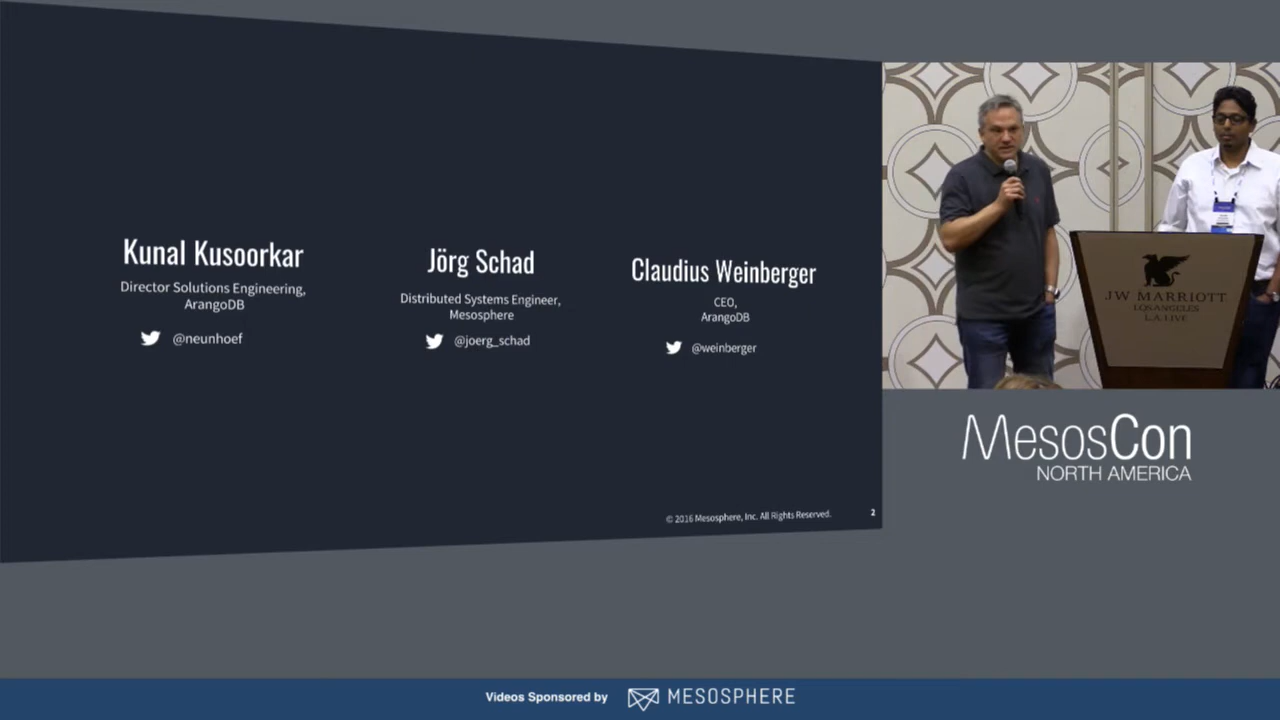 Kunal Kusoorkar
Director Solutions Engineering,
ArangoDB
@neunhoef
Jörg Schad
Distributed Systems Engineer,
Mesosphere
@joerg_schad
Claudius Weinberger
CEO,
ArangoDB
@weinberger
© 2016 Mesosphere, Inc. All Rights Reserved.
2
JW MARRIOTT
LOS ANGELES
L.A. LIVE
MesosCon
NORTH AMERICA
Videos Sponsored by
MESOSPHERE